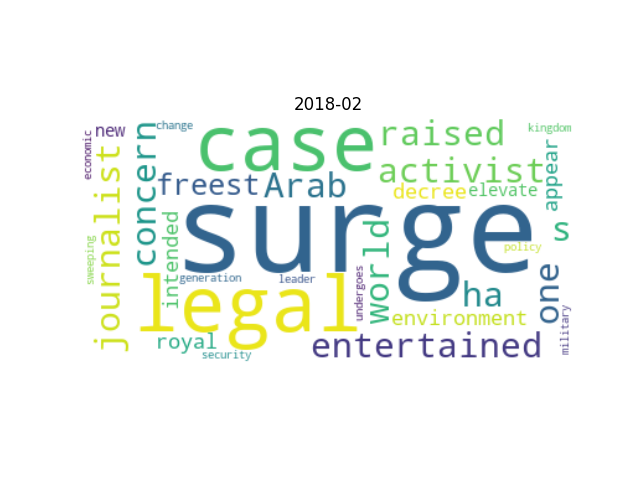 2018-02
change
kingdom
new
case
raised
economic
journalist
concern
activist
appear
freest
Arab
decree
elevate
surge
intended
world
s
policy
sweeping
generation
leader
undergoes
legal
ha
one
environment
military
royal
entertained
security